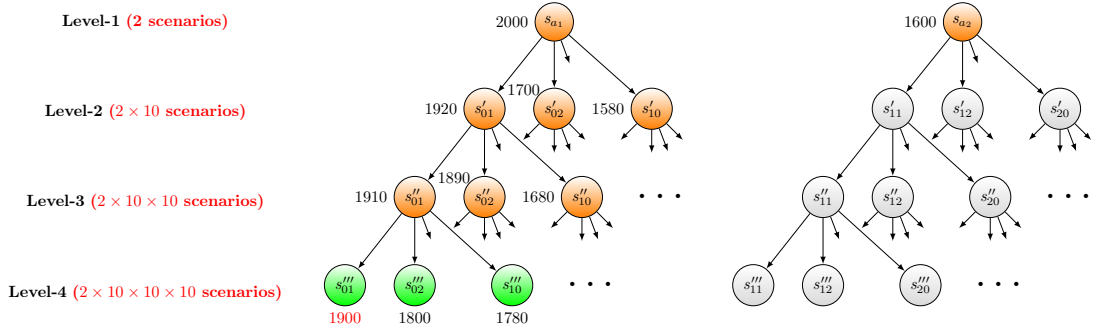 Level-1 (2 scenarios) 2000 s_{a_1} 1600 s_{a_2}
1700
Level-2 (2 × 10 scenarios) 1920 s′_{01} s′_{02} 1580 s′_{10} s′_{11} s′_{12} s′_{20}
1890
Level-3 (2 × 10 × 10 scenarios) 1910 s″_{01} s″_{02} 1680 s″_{10} · · · s″_{11} s″_{12} s″_{20} · · ·
Level-4 (2 × 10 × 10 × 10 scenarios) s‴_{01} s‴_{02} s‴_{10} · · · s‴_{11} s‴_{12} s‴_{20} · · ·
1900 1800 1780